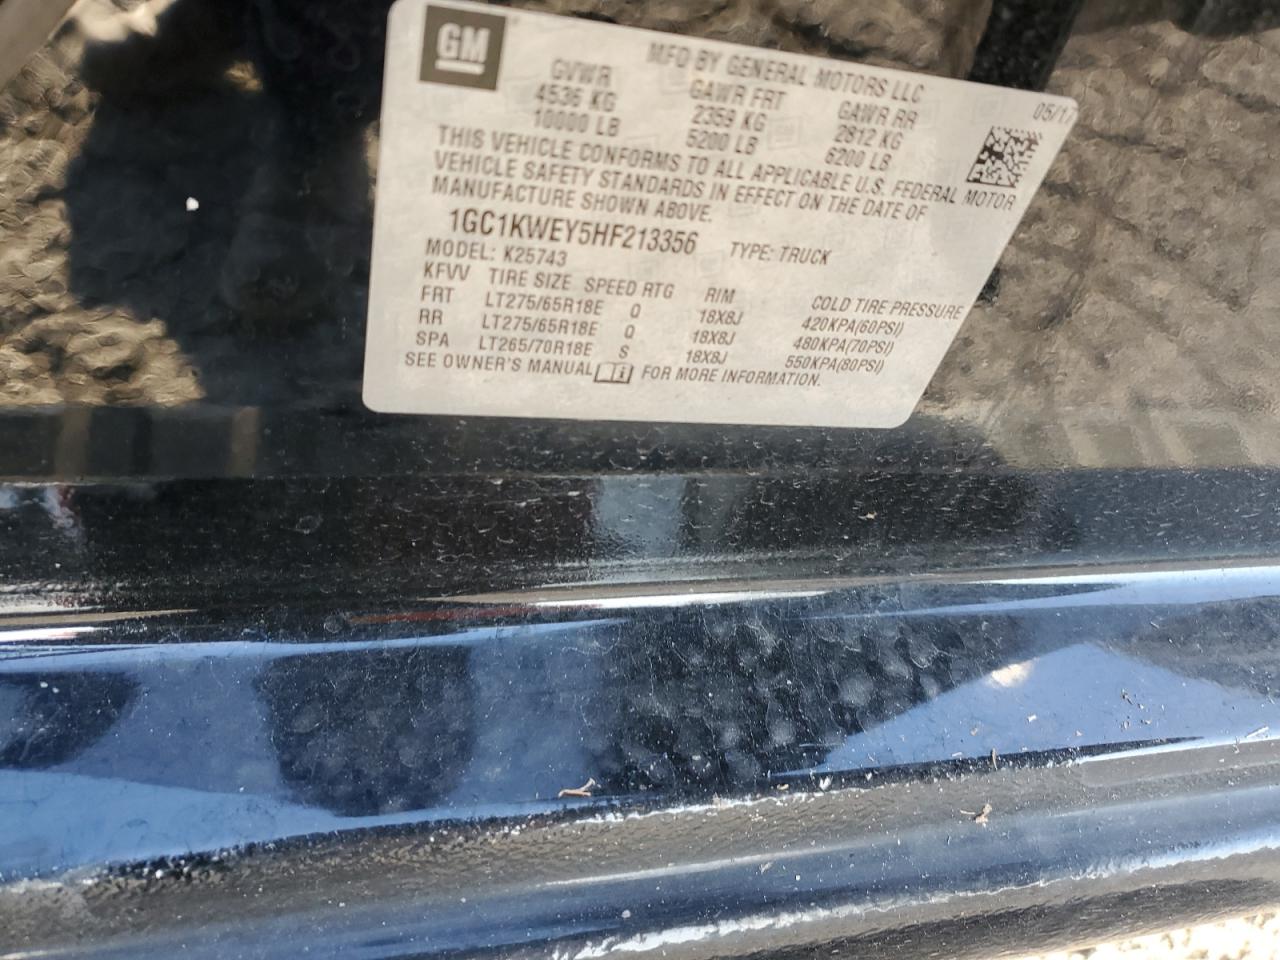 GM
MFD BY GENERAL MOTORS LLC
05/17
GVWR GAWR FRT GAWR RR
4536 KG 2359 KG 2812 KG
10000 LB 5200 LB 6200 LB
THIS VEHICLE CONFORMS TO ALL APPLICABLE U.S. FEDERAL MOTOR
VEHICLE SAFETY STANDARDS IN EFFECT ON THE DATE OF
MANUFACTURE SHOWN ABOVE.
1GC1KWEY5HF213356 TYPE: TRUCK
MODEL: K25743
KFVV TIRE SIZE SPEED RTG RIM COLD TIRE PRESSURE
FRT LT275/65R18E Q 18X8J 420KPA(60PSI)
RR LT275/65R18E Q 18X8J 480KPA(70PSI)
SPA LT265/70R18E S 18X8J 550KPA(80PSI)
SEE OWNER'S MANUAL i FOR MORE INFORMATION.